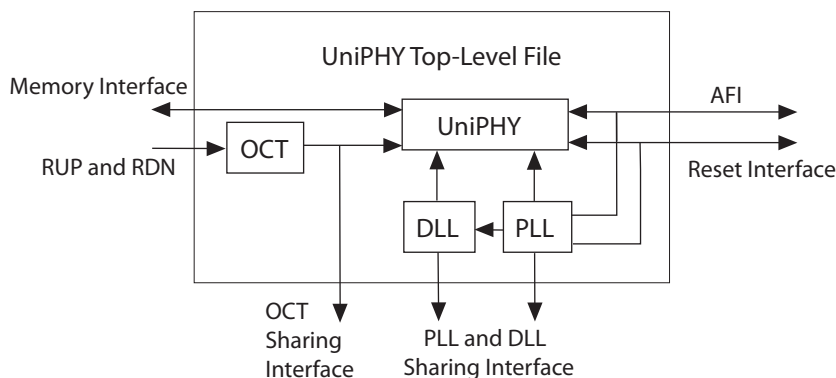 UniPHY Top-Level File
Memory Interface
AFI
UniPHY
OCT
RUP and RDN
Reset Interface
DLL
PLL
OCT
Sharing
Interface
PLL and DLL
Sharing Interface